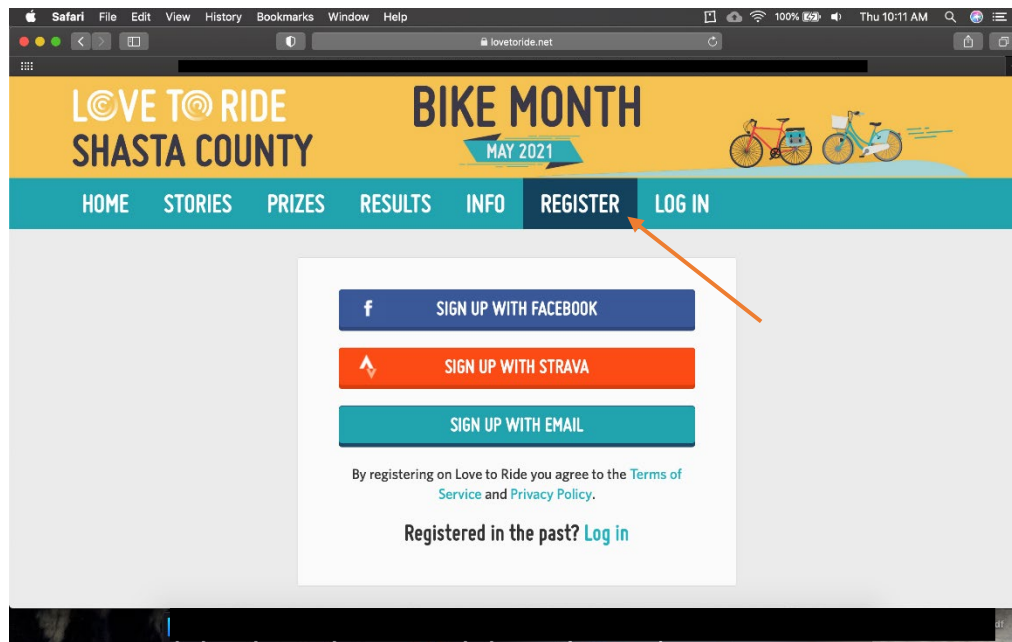 Safari File Edit View History Bookmarks Window Help 100% Thu 10:11 AM
lovetoride.net
LOVE TO RIDE
SHASTA COUNTY
BIKE MONTH
MAY 2021
HOME STORIES PRIZES RESULTS INFO REGISTER LOG IN
f SIGN UP WITH FACEBOOK
SIGN UP WITH STRAVA
SIGN UP WITH EMAIL
By registering on Love to Ride you agree to the Terms of
Service and Privacy Policy.
Registered in the past? Log in